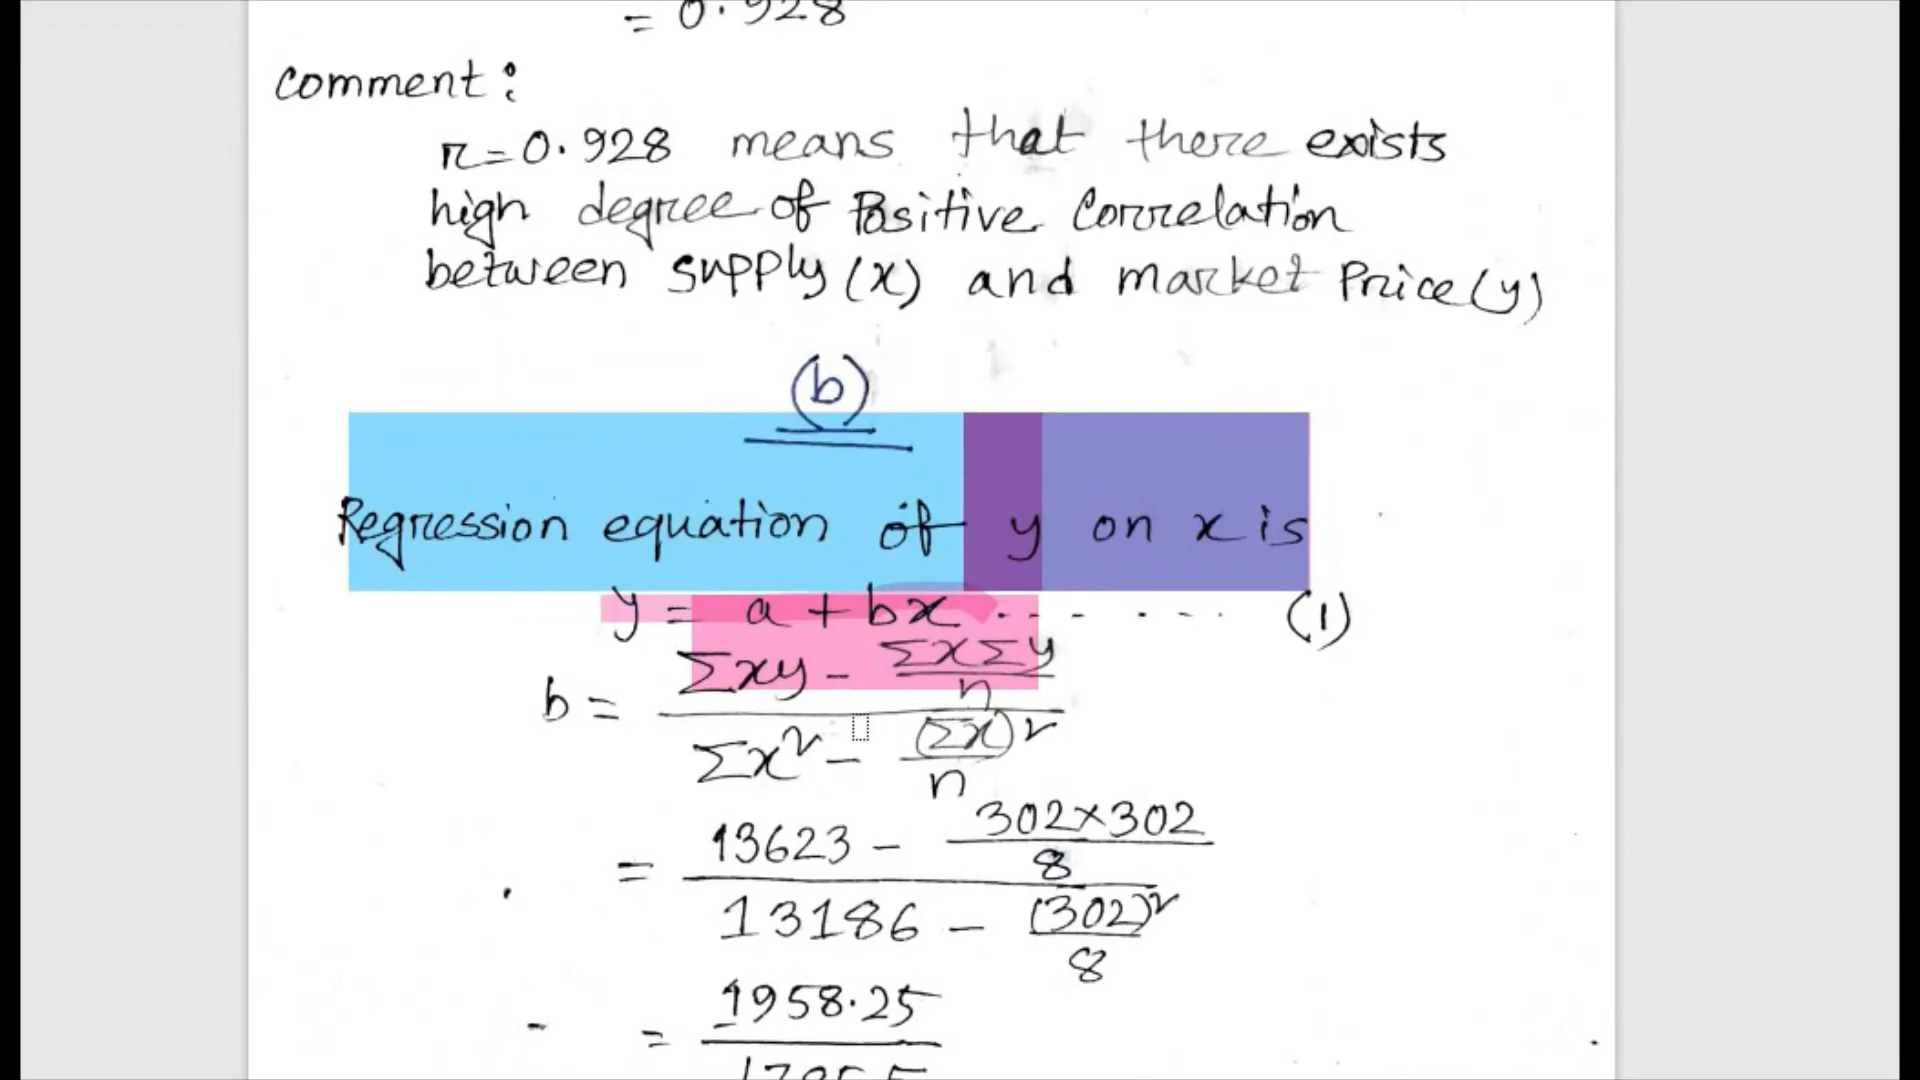 = 0.928
comment:
r=0.928 means that there exists
high degree of Positive Correlation
between supply (x) and market Price (y)
(b)
Regression equation of y on x is
y = a + bx ... ... (1)
b = (Σxy - (ΣxΣy)/n) / (Σx² - (Σx)²/n)
= (13623 - (302×302)/8) / (13186 - (302)²/8)
= 1958.25 /